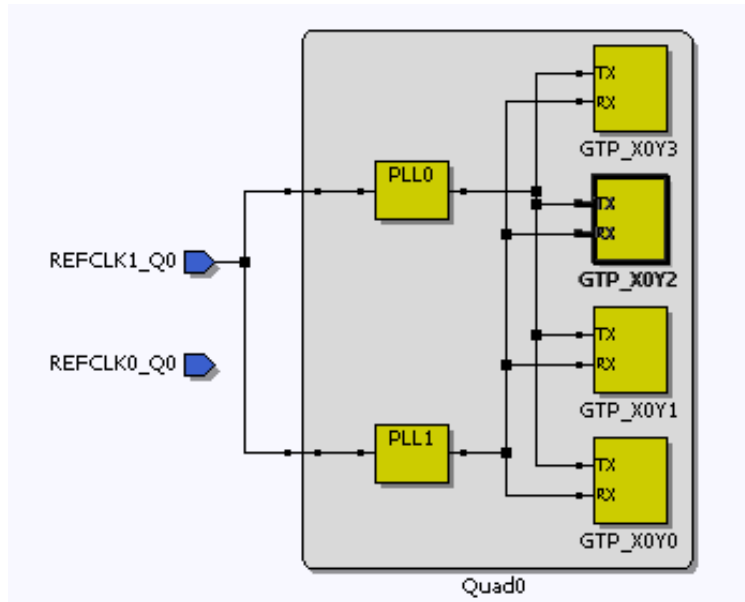 TX
RX
GTP_X0Y3
PLL0
TX
RX
REFCLK1_Q0
GTP_X0Y2
TX
REFCLK0_Q0
RX
GTP_X0Y1
PLL1
TX
RX
GTP_X0Y0
Quad0